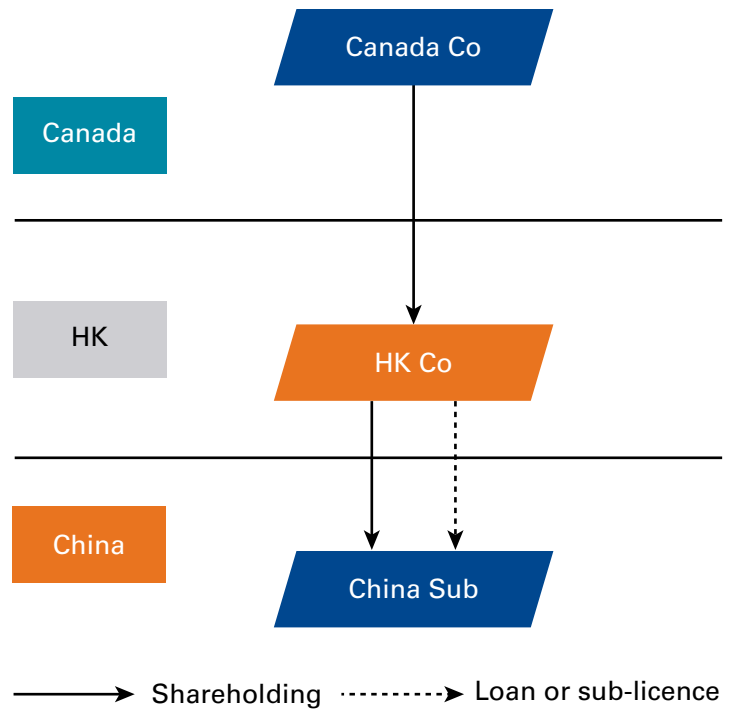 Canada Co
Canada
HK
HK Co
China
China Sub
Shareholding
Loan or sub-licence